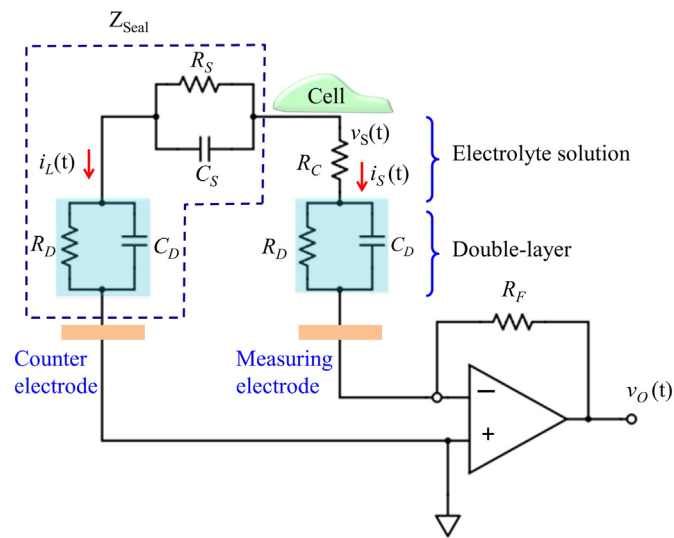 Z_Seal
R_S
Cell
v_S(t)
Electrolyte solution
i_L(t)
C_S
R_C
i_S(t)
R_D
C_D
R_D
C_D
Double-layer
R_F
Counter
electrode
Measuring
electrode
−
+
v_O(t)